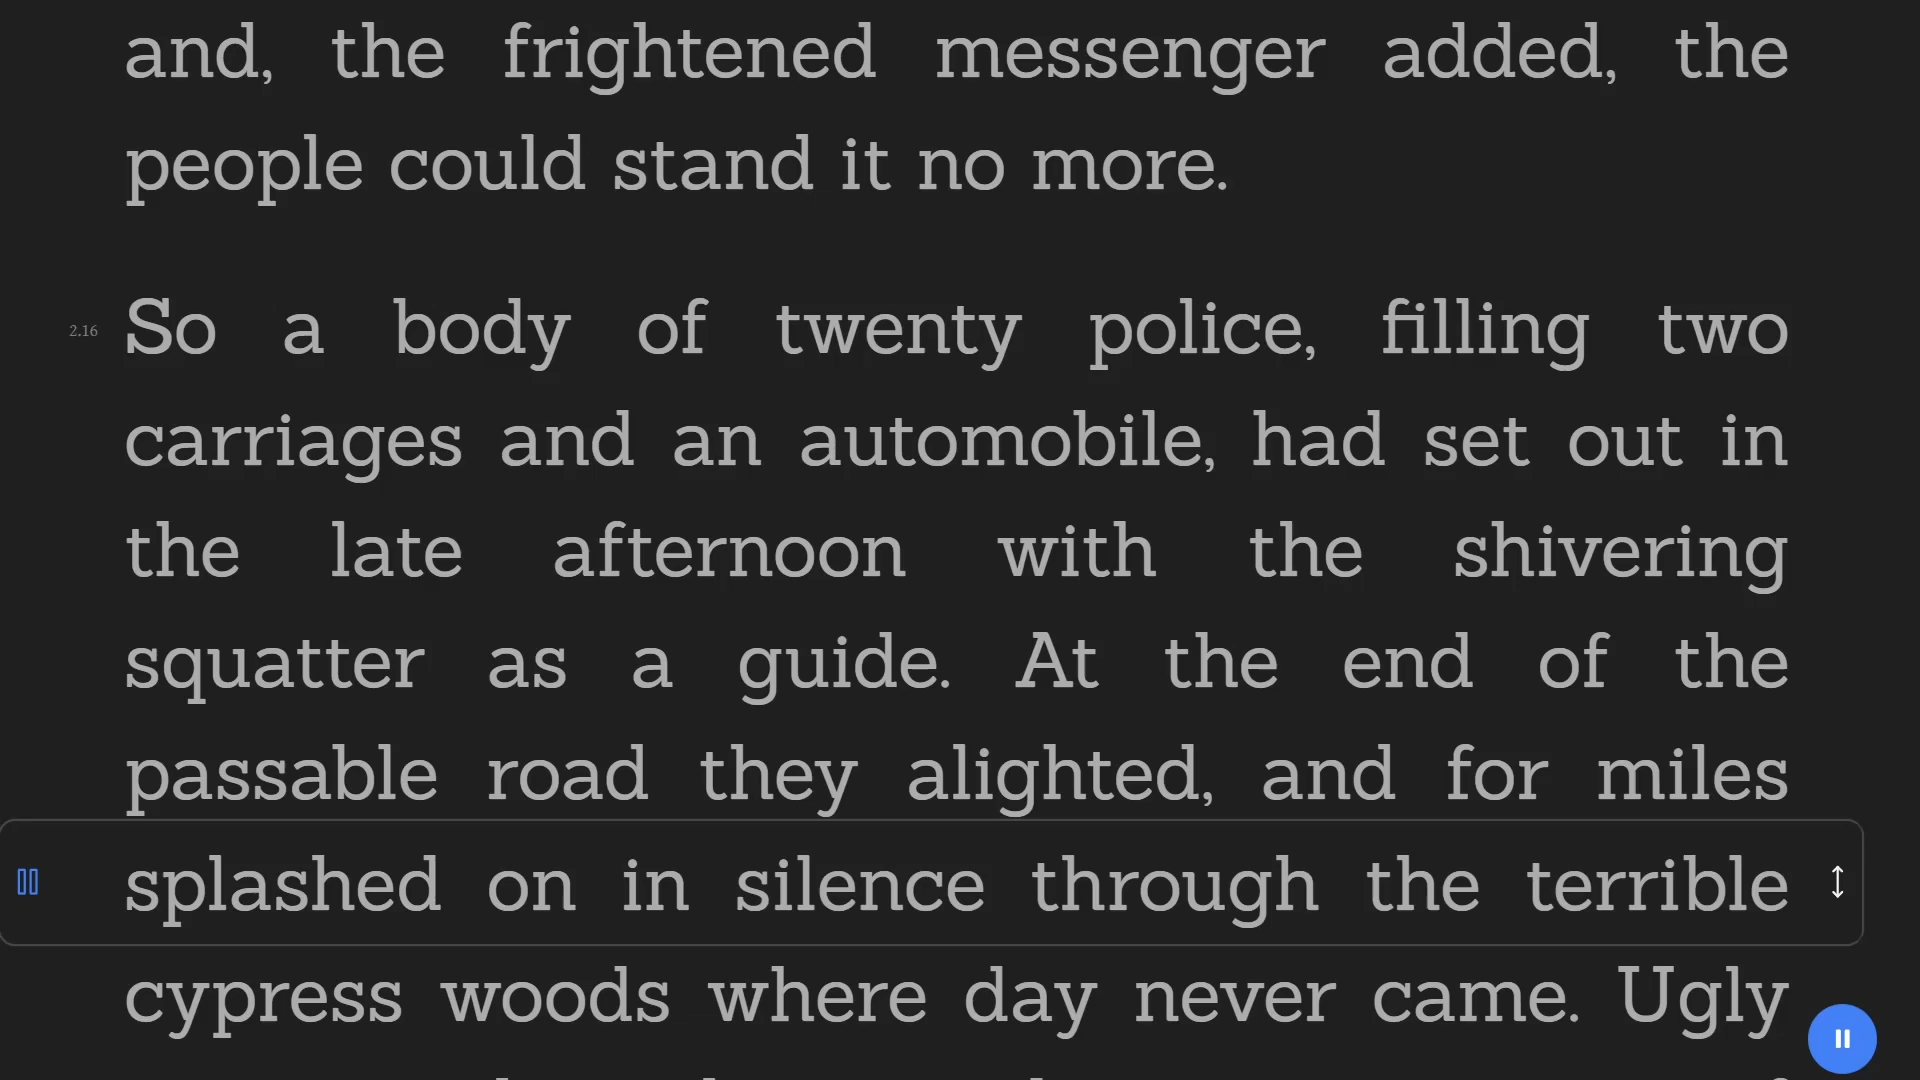 and, the frightened messenger added, the
people could stand it no more.
2.16
So a body of twenty police, filling two
carriages and an automobile, had set out in
the late afternoon with the shivering
squatter as a guide. At the end of the
passable road they alighted, and for miles
splashed on in silence through the terrible
cypress woods where day never came. Ugly